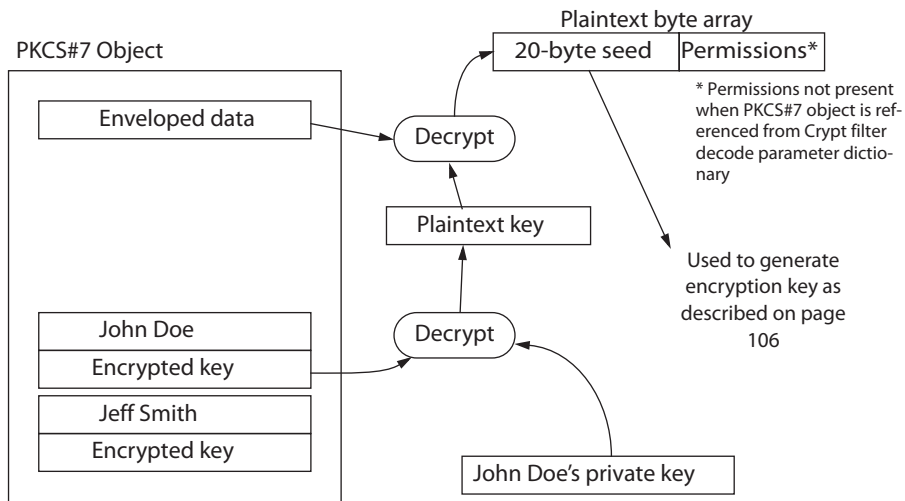 Plaintext byte array
PKCS#7 Object
20-byte seed
Permissions*
* Permissions not present
when PKCS#7 object is ref-
erenced from Crypt filter
decode parameter dictio-
nary
Enveloped data
Decrypt
Plaintext key
Used to generate
encryption key as
described on page
106
John Doe
Encrypted key
Decrypt
Jeff Smith
Encrypted key
John Doe's private key